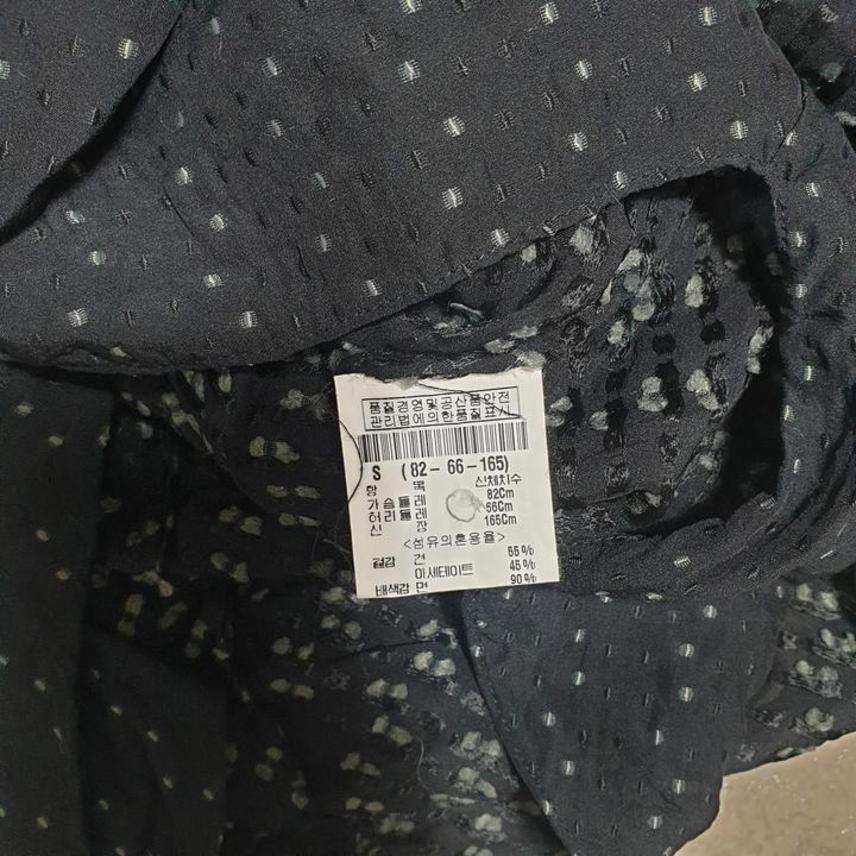 품질경영및공산품안전
관리법에의한품질표시
S (82-66-165)
항 목 신체치수
가슴둘레 82Cm
허리둘레 66Cm
신 장 165Cm
<섬유의혼용율>
겉감 견 55%
아세테이트 45%
배색감 면 90%